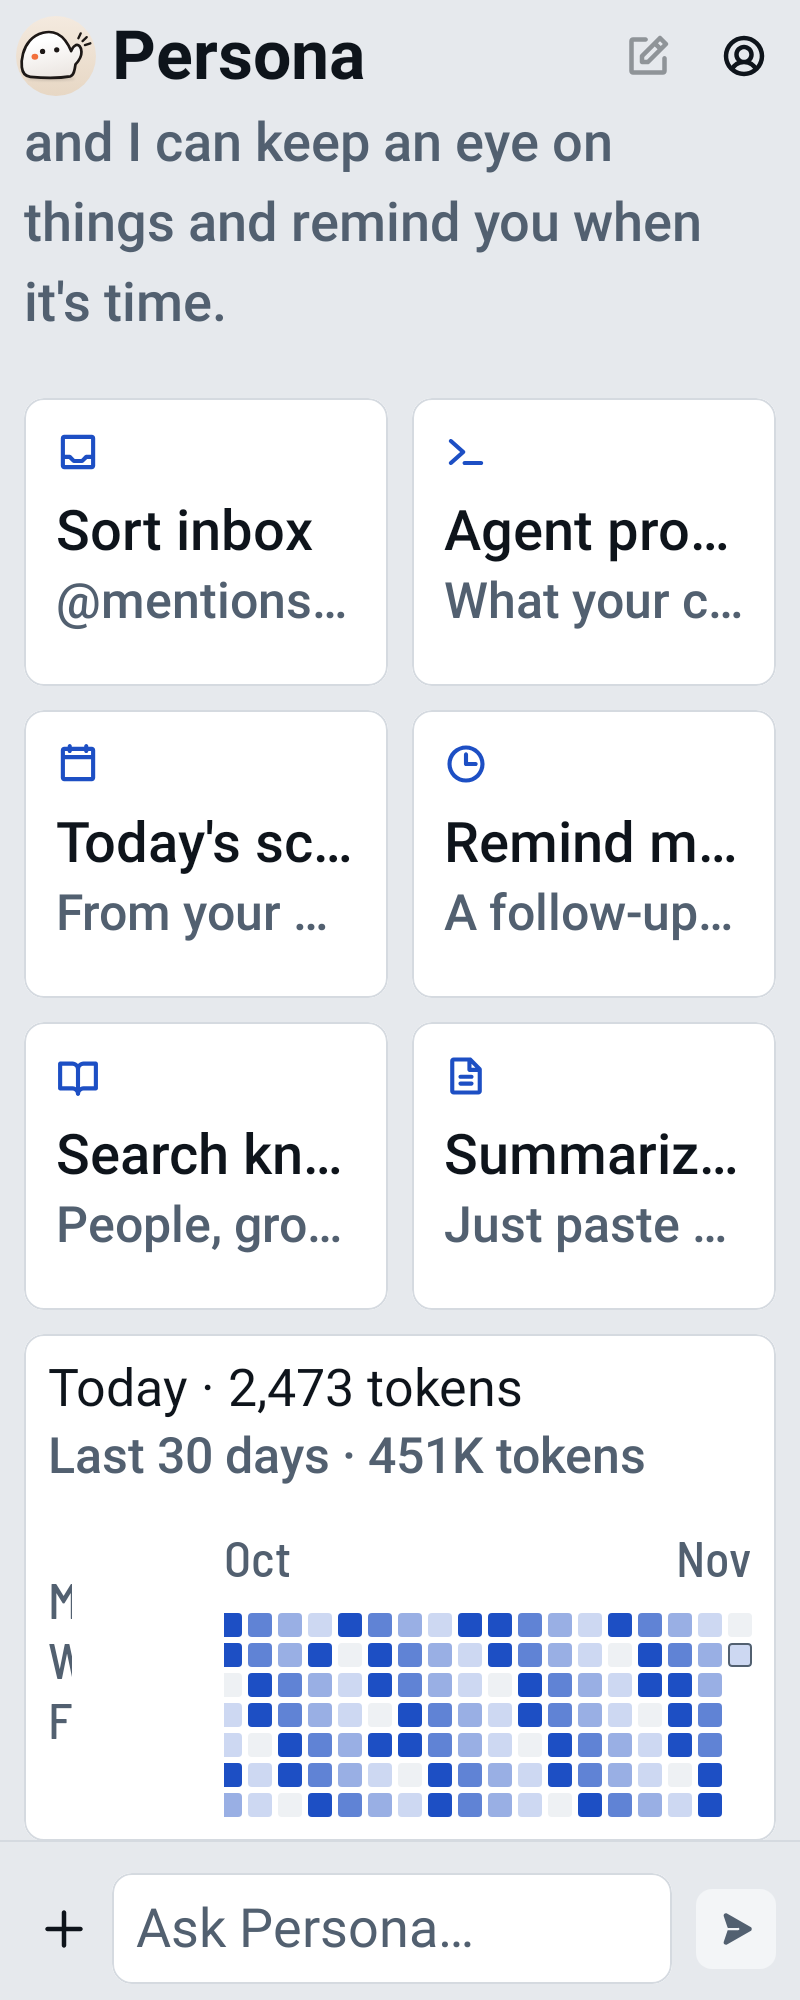 Persona
and I can keep an eye on
things and remind you when
it's time.
Sort inbox
@mentions…
Agent pro…
What your c…
Today's sc…
From your …
Remind m…
A follow-up…
Search kn…
People, gro…
Summariz…
Just paste …
Today · 2,473 tokens
Last 30 days · 451K tokens
Oct Nov
M
W
F
Ask Persona…